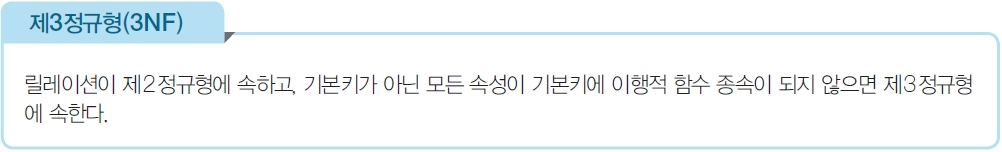 제3정규형(3NF)
릴레이션이 제2정규형에 속하고, 기본키가 아닌 모든 속성이 기본키에 이행적 함수 종속이 되지 않으면 제3정규형
에 속한다.